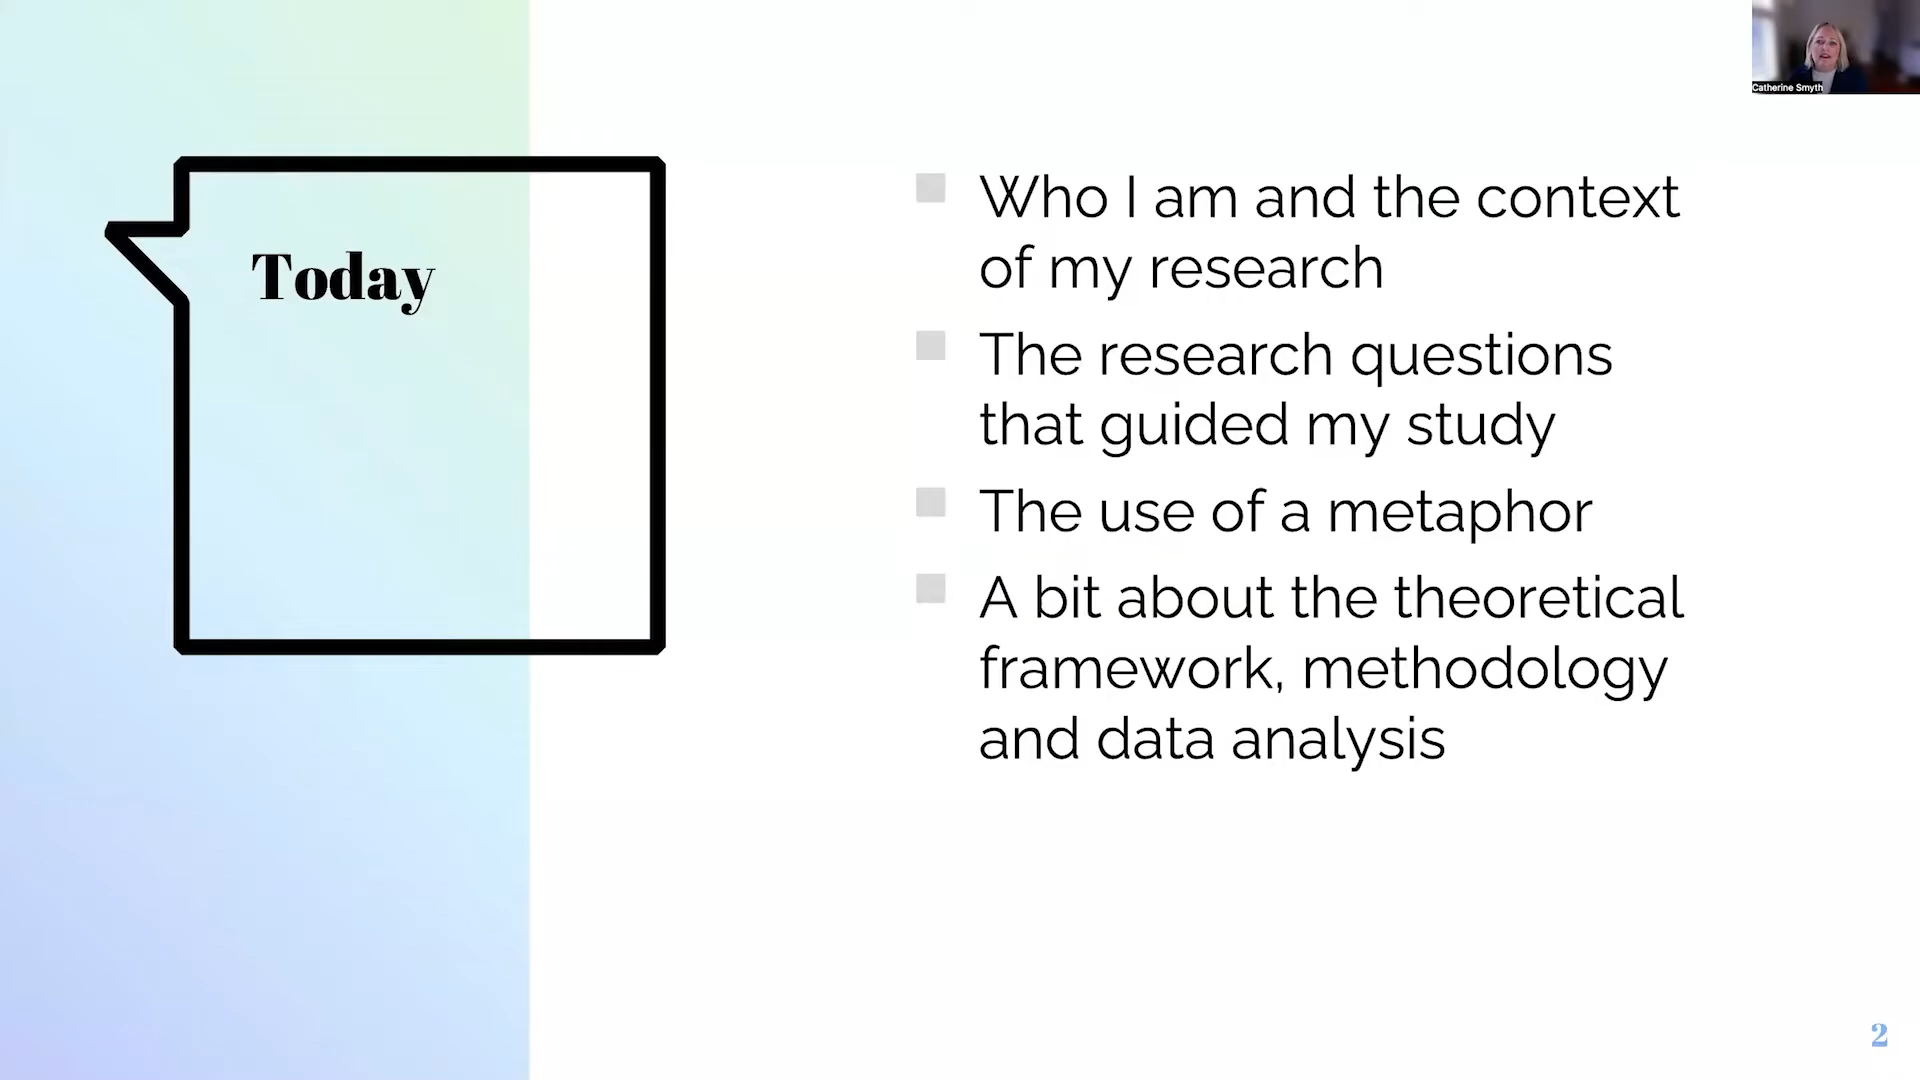 Catherine Smyth
Today
Who I am and the context
of my research
The research questions
that guided my study
The use of a metaphor
A bit about the theoretical
framework, methodology
and data analysis
2